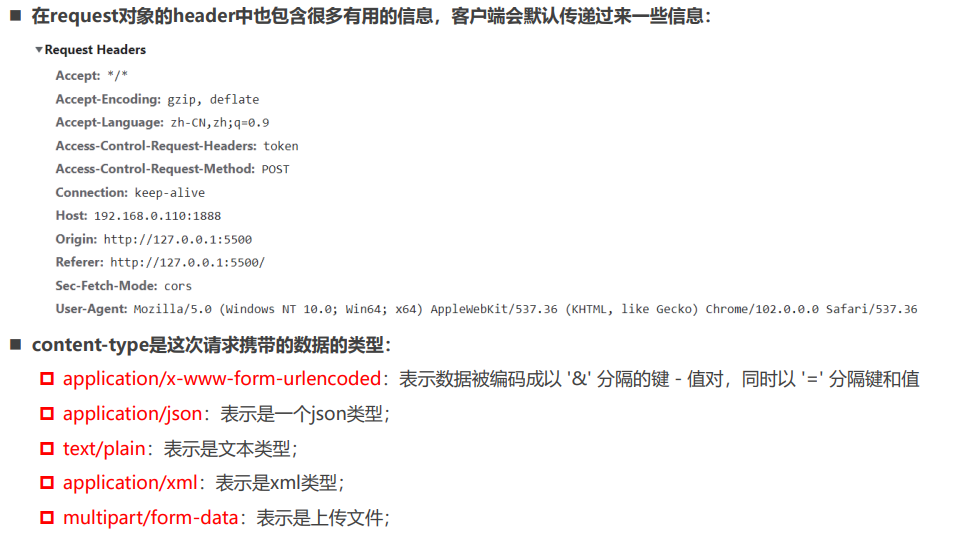 ■ 在request对象的header中也包含很多有用的信息，客户端会默认传递过来一些信息：
▼Request Headers
Accept: */*
Accept-Encoding: gzip, deflate
Accept-Language: zh-CN,zh;q=0.9
Access-Control-Request-Headers: token
Access-Control-Request-Method: POST
Connection: keep-alive
Host: 192.168.0.110:1888
Origin: http://127.0.0.1:5500
Referer: http://127.0.0.1:5500/
Sec-Fetch-Mode: cors
User-Agent: Mozilla/5.0 (Windows NT 10.0; Win64; x64) AppleWebKit/537.36 (KHTML, like Gecko) Chrome/102.0.0.0 Safari/537.36
■ content-type是这次请求携带的数据的类型：
application/x-www-form-urlencoded：表示数据被编码成以 '&' 分隔的键 - 值对，同时以 '=' 分隔键和值
application/json：表示是一个json类型；
text/plain：表示是文本类型；
application/xml：表示是xml类型；
multipart/form-data：表示是上传文件；